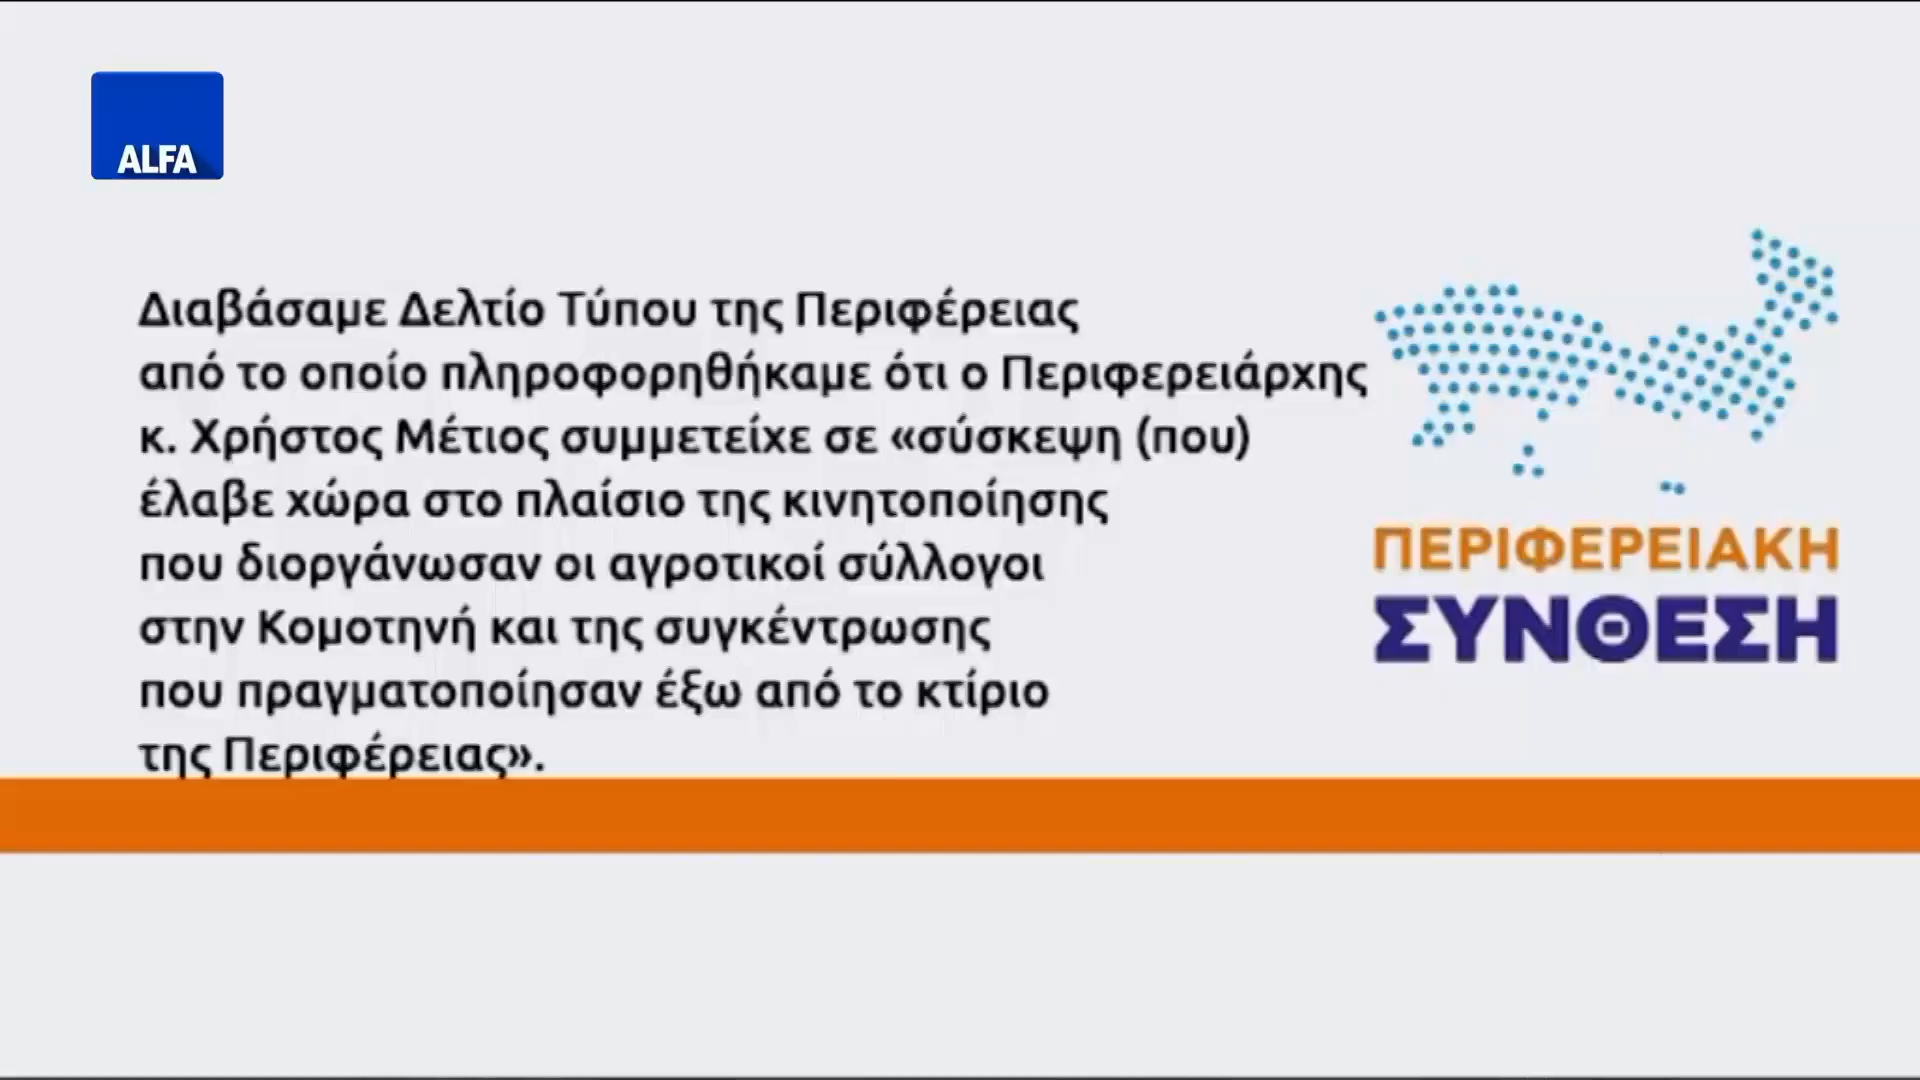 ALFA
Διαβάσαμε Δελτίο Τύπου της Περιφέρειας
από το οποίο πληροφορηθήκαμε ότι ο Περιφερειάρχης
κ. Χρήστος Μέτιος συμμετείχε σε «σύσκεψη (που)
έλαβε χώρα στο πλαίσιο της κινητοποίησης
που διοργάνωσαν οι αγροτικοί σύλλογοι
στην Κομοτηνή και της συγκέντρωσης
που πραγματοποίησαν έξω από το κτίριο
της Περιφέρειας».
ΠΕΡΙΦΕΡΕΙΑΚΗ
ΣΥΝΘΕΣΗ